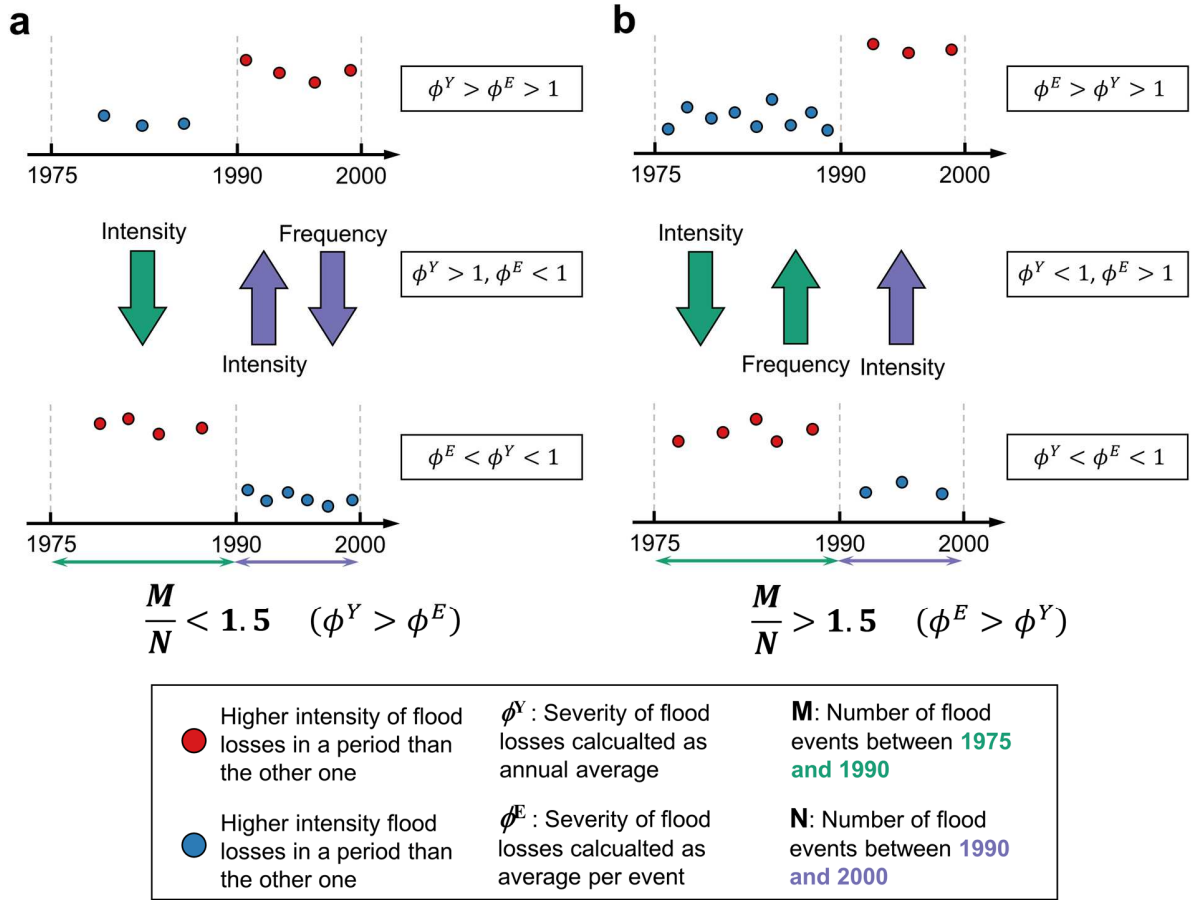 a
b
ϕ^Y > ϕ^E > 1
ϕ^E > ϕ^Y > 1
1975 1990 2000
1975 1990 2000
Intensity
Frequency
Intensity
ϕ^Y > 1, ϕ^E < 1
ϕ^Y < 1, ϕ^E > 1
Intensity
Frequency
Intensity
ϕ^E < ϕ^Y < 1
ϕ^Y < ϕ^E < 1
1975 1990 2000
1975 1990 2000
M/N < 1.5 (ϕ^Y > ϕ^E)
M/N > 1.5 (ϕ^E > ϕ^Y)
Higher intensity of flood
losses in a period than
the other one
ϕ^Y : Severity of flood
losses calcualted as
annual average
M: Number of flood
events between 1975
and 1990
Higher intensity flood
losses in a period than
the other one
ϕ^E : Severity of flood
losses calcualted as
average per event
N: Number of flood
events between 1990
and 2000